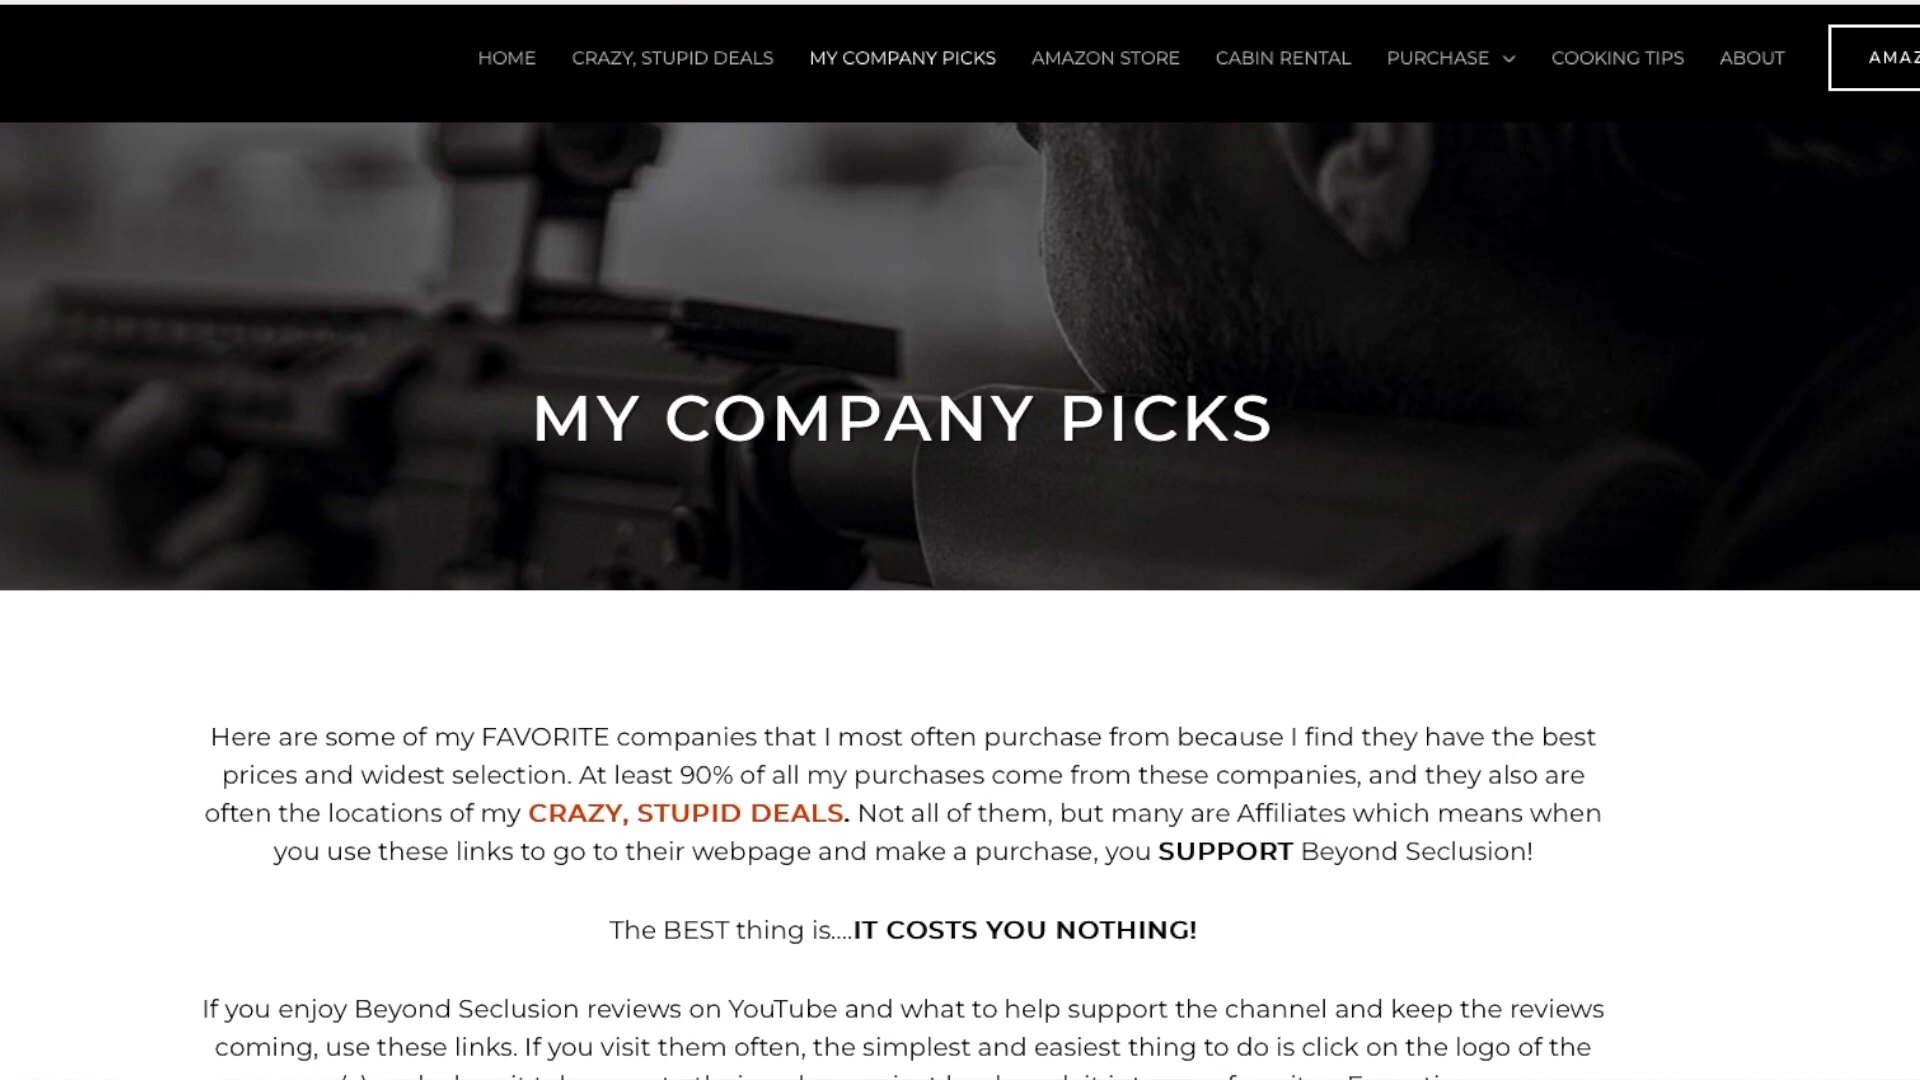 HOME CRAZY, STUPID DEALS MY COMPANY PICKS AMAZON STORE CABIN RENTAL PURCHASE COOKING TIPS ABOUT
MY COMPANY PICKS
Here are some of my FAVORITE companies that I most often purchase from because I find they have the best
prices and widest selection. At least 90% of all my purchases come from these companies, and they also are
often the locations of my CRAZY, STUPID DEALS. Not all of them, but many are Affiliates which means when
you use these links to go to their webpage and make a purchase, you SUPPORT Beyond Seclusion!
The BEST thing is....IT COSTS YOU NOTHING!
If you enjoy Beyond Seclusion reviews on YouTube and what to help support the channel and keep the reviews
coming, use these links. If you visit them often, the simplest and easiest thing to do is click on the logo of the